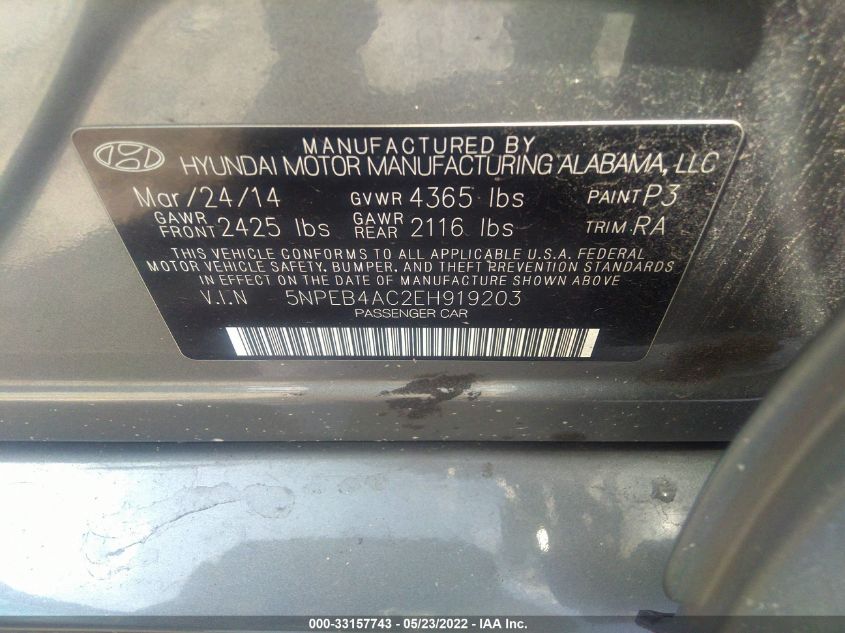 MANUFACTURED BY
HYUNDAI MOTOR MANUFACTURING ALABAMA, LLC
Mar/24/14 GVWR 4365 lbs PAINT P3
GAWR FRONT 2425 lbs GAWR REAR 2116 lbs TRIM RA
THIS VEHICLE CONFORMS TO ALL APPLICABLE U.S.A. FEDERAL
MOTOR VEHICLE SAFETY, BUMPER, AND THEFT PREVENTION STANDARDS
IN EFFECT ON THE DATE OF MANUFACTURE SHOWN ABOVE
V.I.N 5NPEB4AC2EH919203
PASSENGER CAR
000-33157743 - 05/23/2022 - IAA Inc.